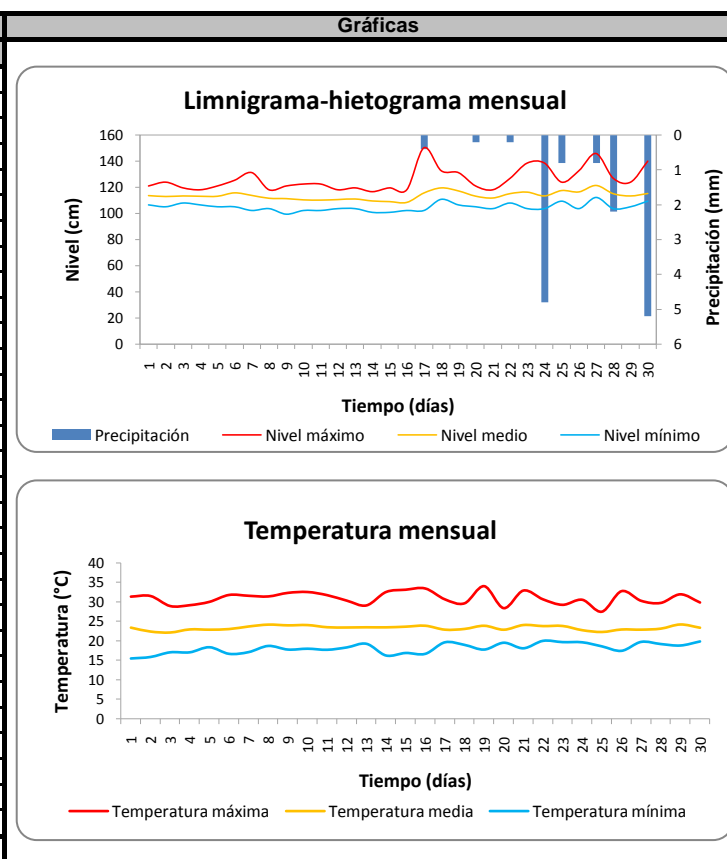 Gráficas
Limnigrama-hietograma mensual
160 0
140 1
120
100 2
80 3
60 4
40
20 5
0 6
Nivel (cm)
Precipitación (mm)
1 2 3 4 5 6 7 8 9 10 11 12 13 14 15 16 17 18 19 20 21 22 23 24 25 26 27 28 29 30
Tiempo (días)
Precipitación Nivel máximo Nivel medio Nivel mínimo
Temperatura mensual
40
35
30
25
20
15
10
5
0
Temperatura (°C)
1 2 3 4 5 6 7 8 9 10 11 12 13 14 15 16 17 18 19 20 21 22 23 24 25 26 27 28 29 30
Tiempo (días)
Temperatura máxima Temperatura media Temperatura mínima